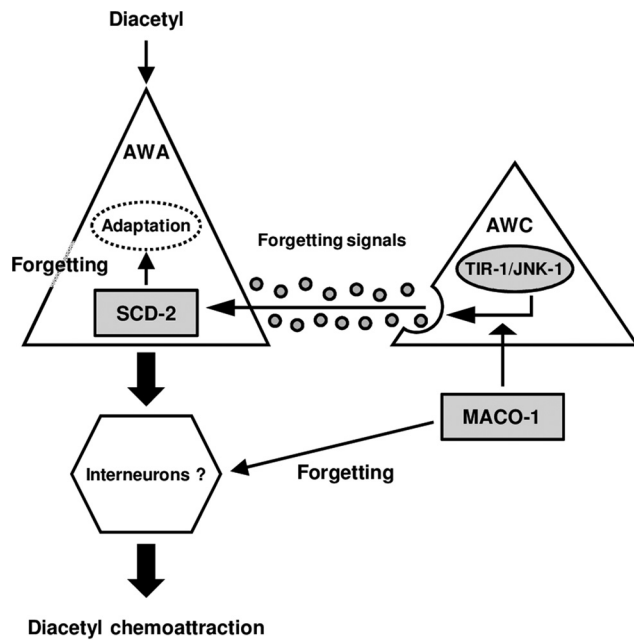 Diacetyl
AWA
Adaptation
Forgetting
SCD-2
Forgetting signals
AWC
TIR-1/JNK-1
MACO-1
Interneurons ?
Forgetting
Diacetyl chemoattraction